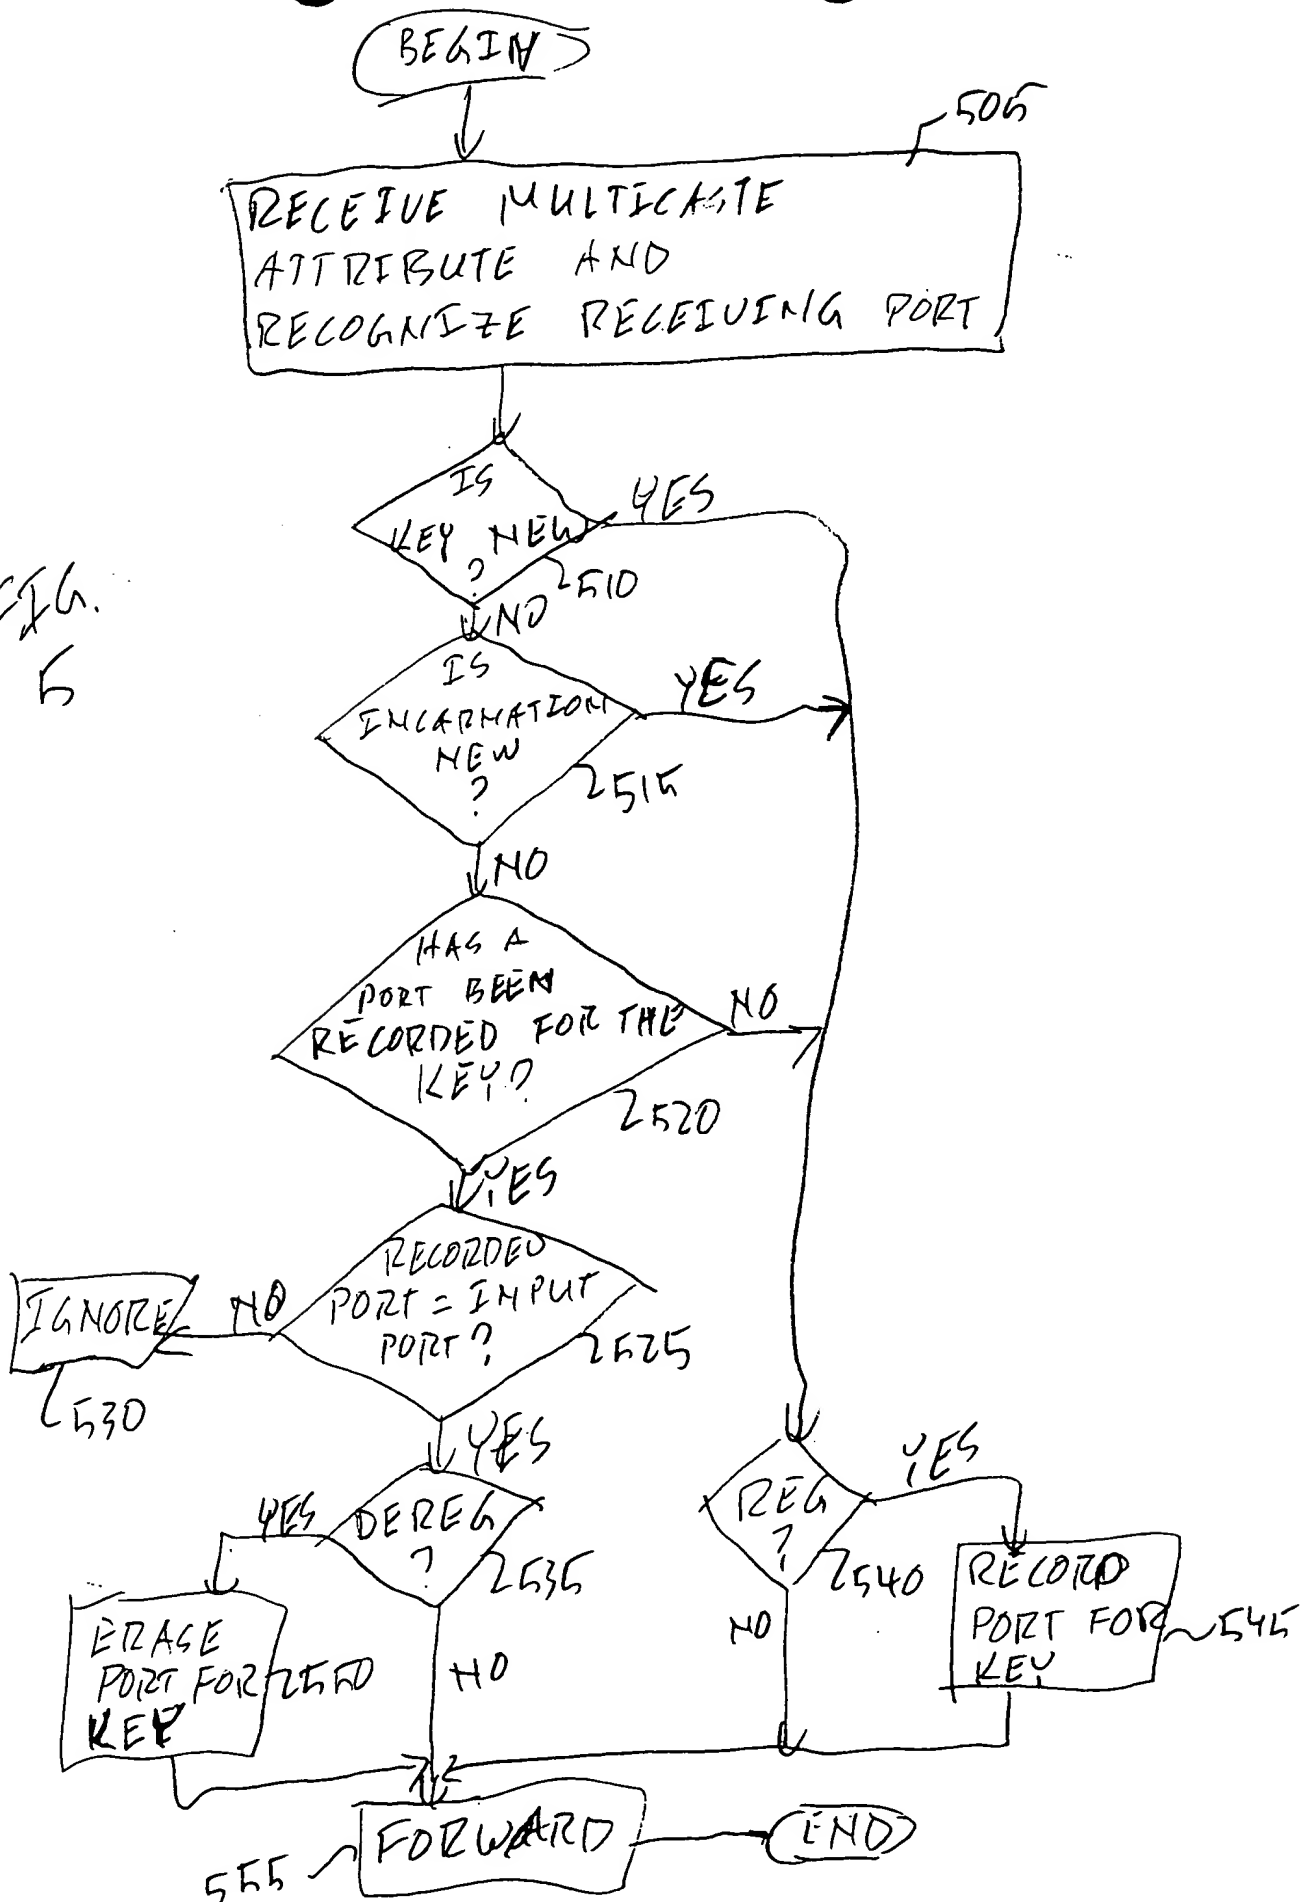 BEGIN
505
RECEIVE MULTICASTE
ATTRIBUTE AND
RECOGNIZE RECEIVING PORT
IS
KEY NEW
?
YES
510
NO
FIG.
5
IS
INCARNATION
NEW
?
YES
515
NO
HAS A
PORT BEEN
RECORDED FOR THE
KEY?
NO
520
YES
RECORDED
PORT = INPUT
PORT?
525
NO
IGNORE
530
YES
DEREG
?
535
YES
REG
?
540
YES
RECORD
PORT FOR
KEY
545
NO
ERASE
PORT FOR
KEY
550
NO
FORWARD
555
END